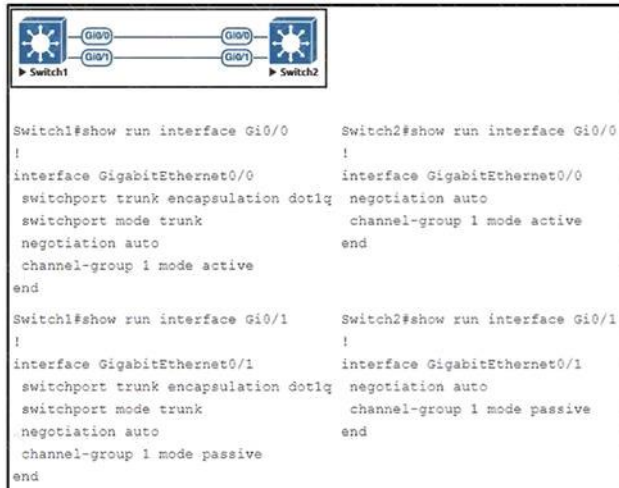 Gi0/0 Gi0/0
Gi0/1 Gi0/1
Switch1 Switch2
Switch1#show run interface Gi0/0
!
interface GigabitEthernet0/0
switchport trunk encapsulation dot1q
switchport mode trunk
negotiation auto
channel-group 1 mode active
end
Switch2#show run interface Gi0/0
!
interface GigabitEthernet0/0
negotiation auto
channel-group 1 mode active
end
Switch1#show run interface Gi0/1
!
interface GigabitEthernet0/1
switchport trunk encapsulation dot1q
switchport mode trunk
negotiation auto
channel-group 1 mode passive
end
Switch2#show run interface Gi0/1
!
interface GigabitEthernet0/1
negotiation auto
channel-group 1 mode passive
end